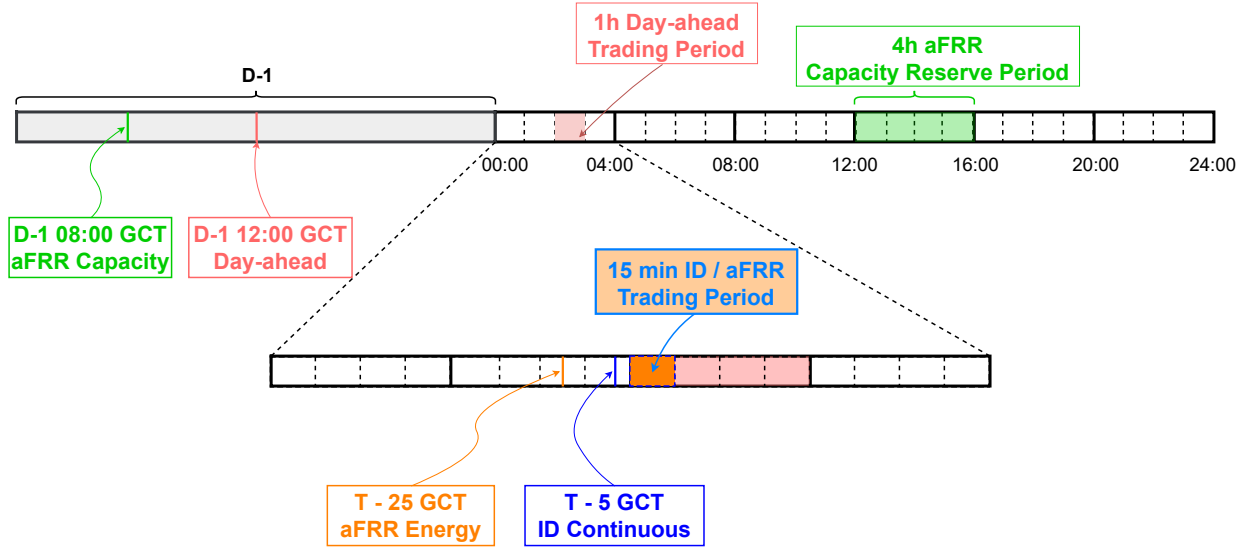 1h Day-ahead
Trading Period
4h aFRR
Capacity Reserve Period
D-1
00:00
04:00
08:00
12:00
16:00
20:00
24:00
D-1 08:00 GCT
aFRR Capacity
D-1 12:00 GCT
Day-ahead
15 min ID / aFRR
Trading Period
T - 25 GCT
aFRR Energy
T - 5 GCT
ID Continuous